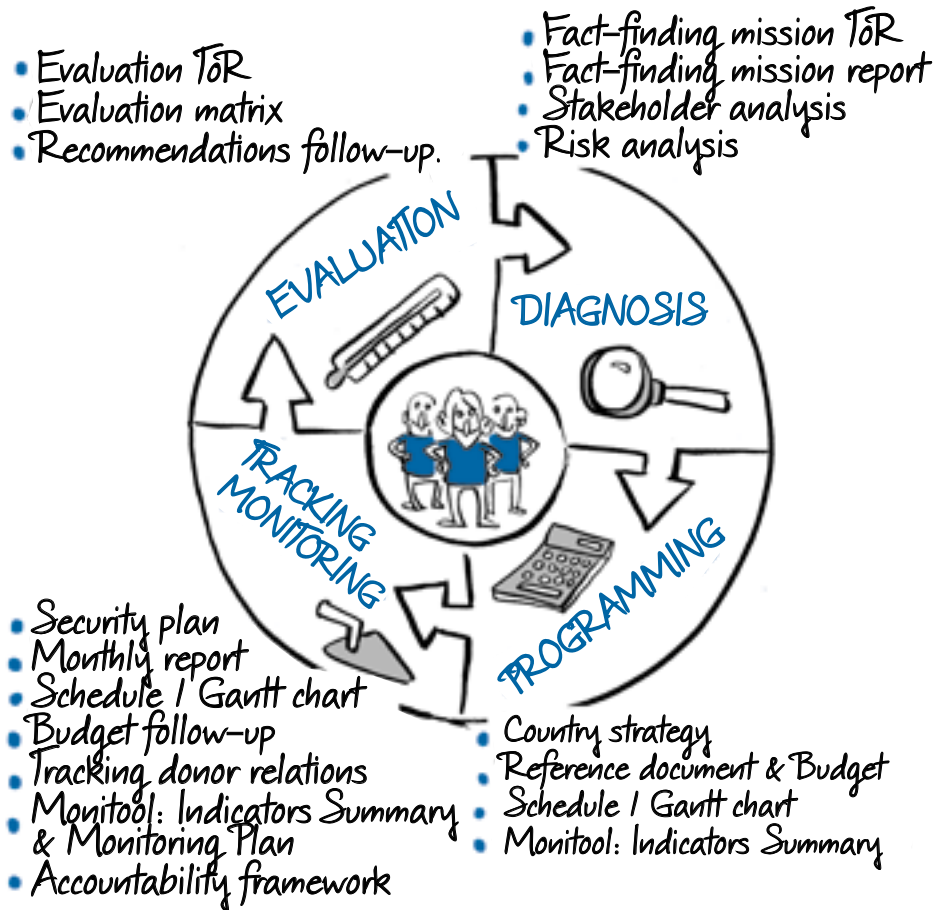 • Evaluation ToR
• Evaluation matrix
• Recommendations follow-up.
• Fact-finding mission ToR
• Fact-finding mission report
• Stakeholder analysis
• Risk analysis
EVALUATION
DIAGNOSIS
TRACKING
MONITORING
PROGRAMMING
• Security plan
• Monthly report
• Schedule / Gantt chart
• Budget follow-up
• Tracking donor relations
• Monitool: Indicators Summary
& Monitoring Plan
• Accountability framework
• Country strategy
• Reference document & Budget
• Schedule / Gantt chart
• Monitool: Indicators Summary